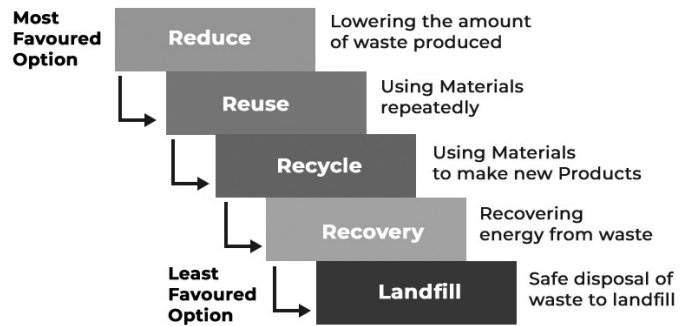 Most
Favoured
Option
Reduce
Lowering the amount
of waste produced
Reuse
Using Materials
repeatedly
Recycle
Using Materials
to make new Products
Recovery
Recovering
energy from waste
Least
Favoured
Option
Landfill
Safe disposal of
waste to landfill